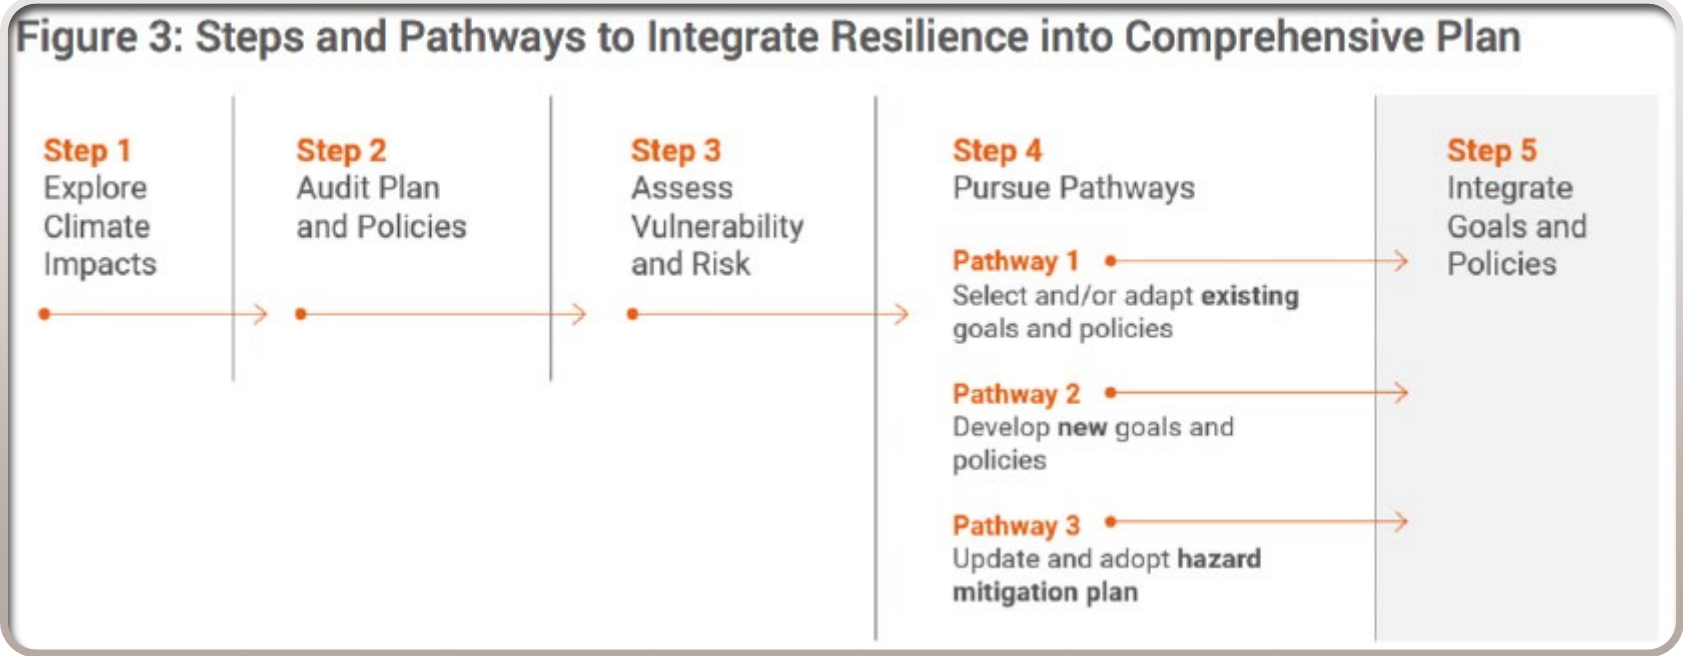 Figure 3: Steps and Pathways to Integrate Resilience into Comprehensive Plan
Step 1
Explore
Climate
Impacts
Step 2
Audit Plan
and Policies
Step 3
Assess
Vulnerability
and Risk
Step 4
Pursue Pathways
Pathway 1
Select and/or adapt existing
goals and policies
Pathway 2
Develop new goals and
policies
Pathway 3
Update and adopt hazard
mitigation plan
Step 5
Integrate
Goals and
Policies